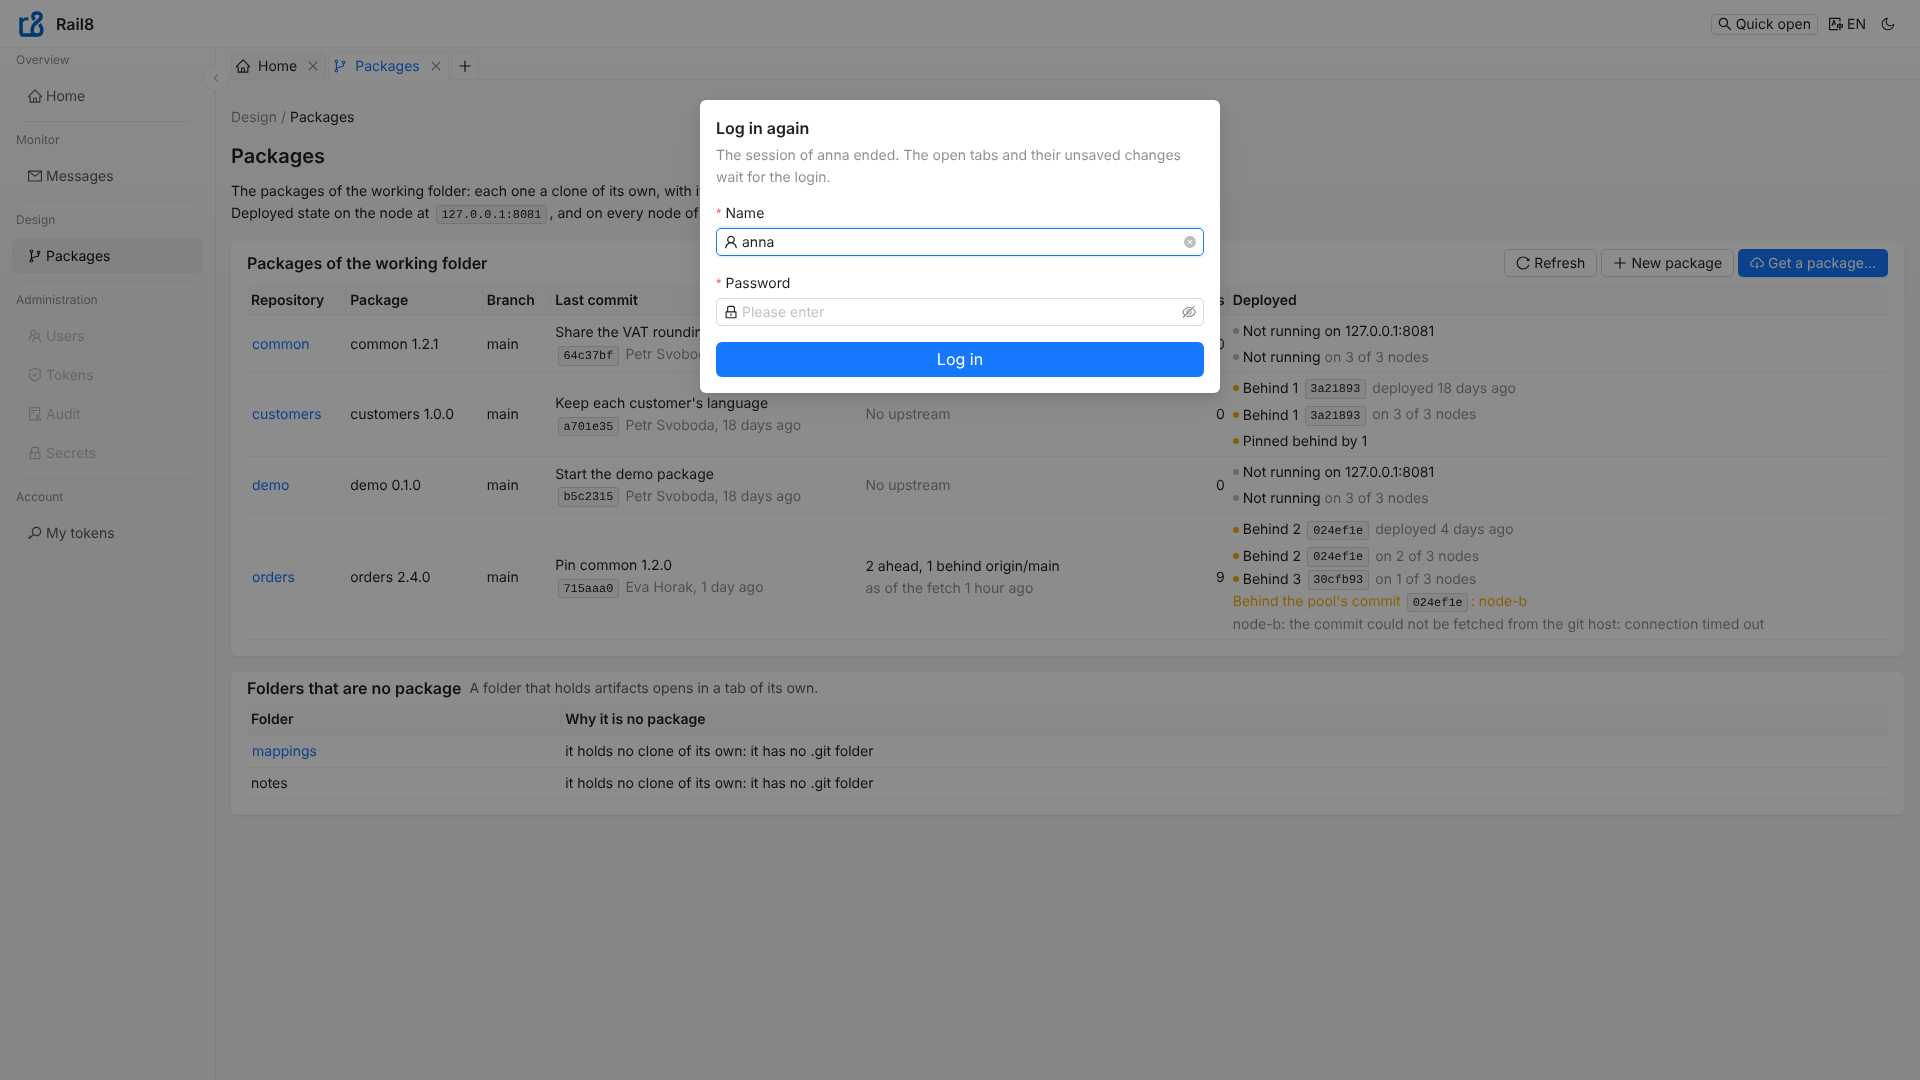 r8 Rail8
Quick open
EN
Overview
Home
Monitor
Messages
Design
Packages
Administration
Users
Tokens
Audit
Secrets
Account
My tokens
Home
Packages
Design / Packages
Packages
The packages of the working folder: each one a clone of its own, with
Deployed state on the node at 127.0.0.1:8081, and on every node of
Log in again
The session of anna ended. The open tabs and their unsaved changes
wait for the login.
* Name
anna
* Password
Please enter
Log in
Packages of the working folder
Refresh
New package
Get a package...
Repository Package Branch Last commit Deployed
common common 1.2.1 main
Share the VAT
64c37bf Petr
Not running on 127.0.0.1:8081
Not running on 3 of 3 nodes
customers customers 1.0.0 main
Keep each customer's language
a701e35 Petr Svoboda, 18 days ago
No upstream
0
Behind 1 3a21893 deployed 18 days ago
Behind 1 3a21893 on 3 of 3 nodes
Pinned behind by 1
demo demo 0.1.0 main
Start the demo package
b5c2315 Petr Svoboda, 18 days ago
No upstream
0
Not running on 127.0.0.1:8081
Not running on 3 of 3 nodes
orders orders 2.4.0 main
Pin common 1.2.0
715aaa0 Eva Horak, 1 day ago
2 ahead, 1 behind origin/main
as of the fetch 1 hour ago
9
Behind 2 024ef1e deployed 4 days ago
Behind 2 024ef1e on 2 of 3 nodes
Behind 3 30cfb93 on 1 of 3 nodes
Behind the pool's commit 024ef1e : node-b
node-b: the commit could not be fetched from the git host: connection timed out
Folders that are no package A folder that holds artifacts opens in a tab of its own.
Folder Why it is no package
mappings it holds no clone of its own: it has no .git folder
notes it holds no clone of its own: it has no .git folder